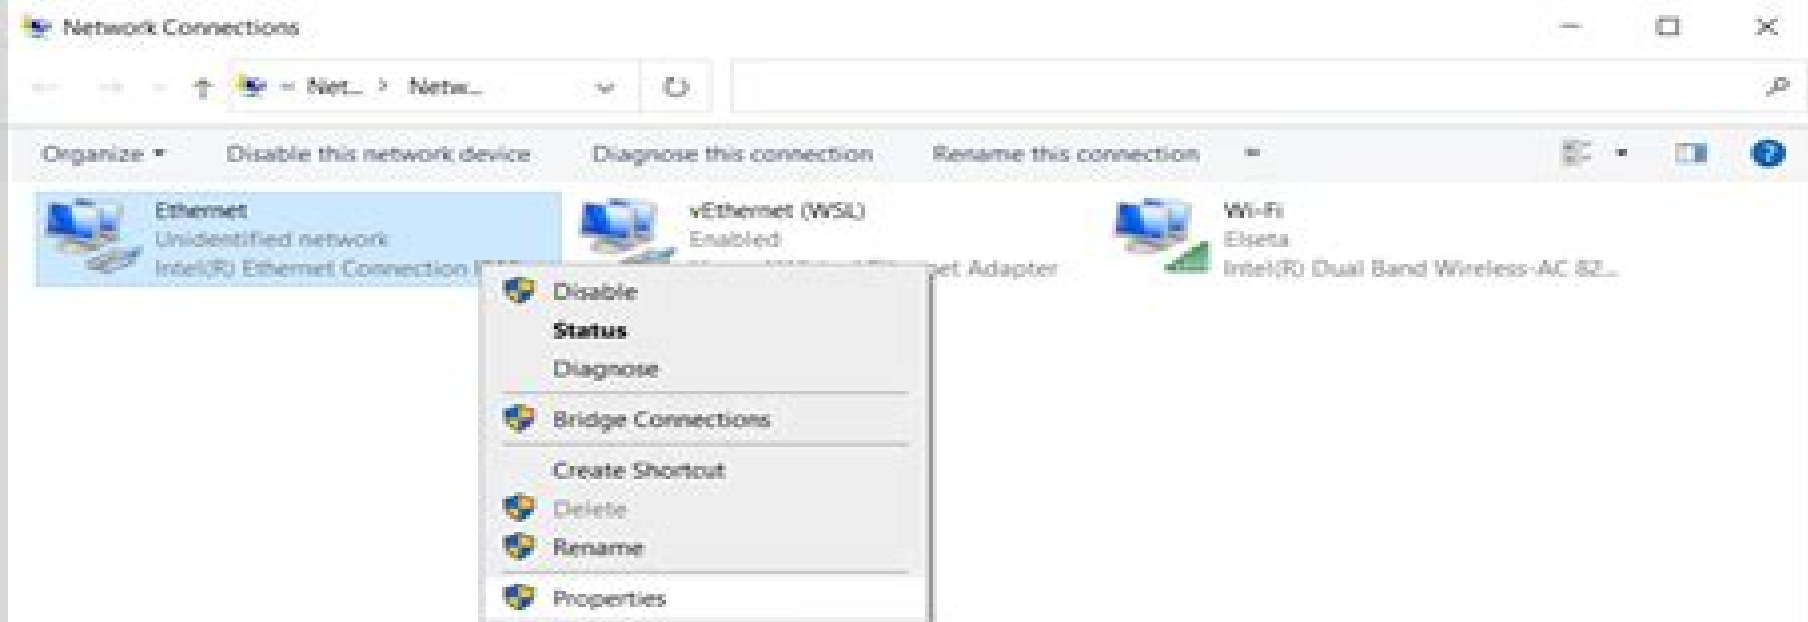 Network Connections
Net... > Netw...
Organize Disable this network device Diagnose this connection Rename this connection »
Ethernet
Unidentified network
Intel(R) Ethernet Connection
vEthernet (WSL)
Enabled
et Adapter
Wi-Fi
Elseta
Intel(R) Dual Band Wireless-AC 82...
Disable
Status
Diagnose
Bridge Connections
Create Shortcut
Delete
Rename
Properties